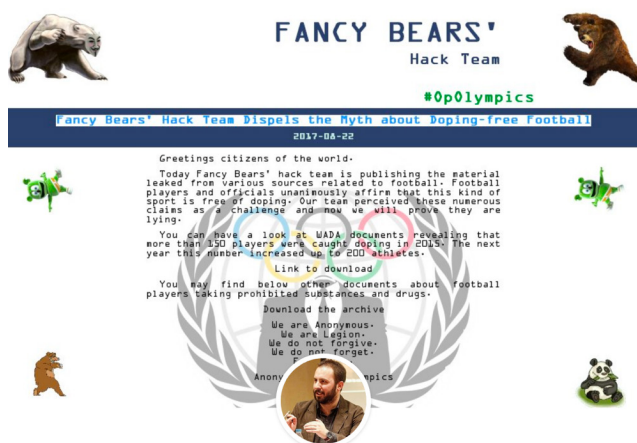 FANCY BEARS'
Hack Team
#OpOlympics
Fancy Bears' Hack Team Dispels the Myth about Doping-free Football
2017-08-22
Greetings citizens of the world.
Today Fancy Bears' hack team is publishing the material
leaked from various sources related to football. Football
players and officials unanimously affirm that this kind of
sport is free of doping. Our team perceived these numerous
claims as a challenge and now we will prove they are
lying.
You can have a look at WADA documents revealing that
more than 150 players were caught doping in 2015. The next
year this number increased up to 200 athletes.
Link to download
You may find below other documents about football
players taking prohibited substances and drugs.
Download the archive
We are Anonymous.
We are Legion.
We do not forgive.
We do not forget.